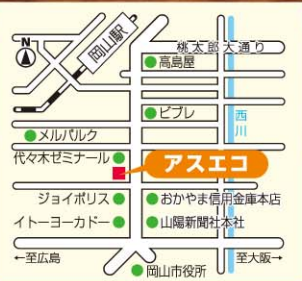 N
岡山駅
桃太郎大通り
高島屋
ビブレ
西川
メルパルク
代々木ゼミナール
アスエコ
ジョイポリス
おかやま信用金庫本店
イトーヨーカドー
山陽新聞社本社
←至広島
至大阪→
岡山市役所